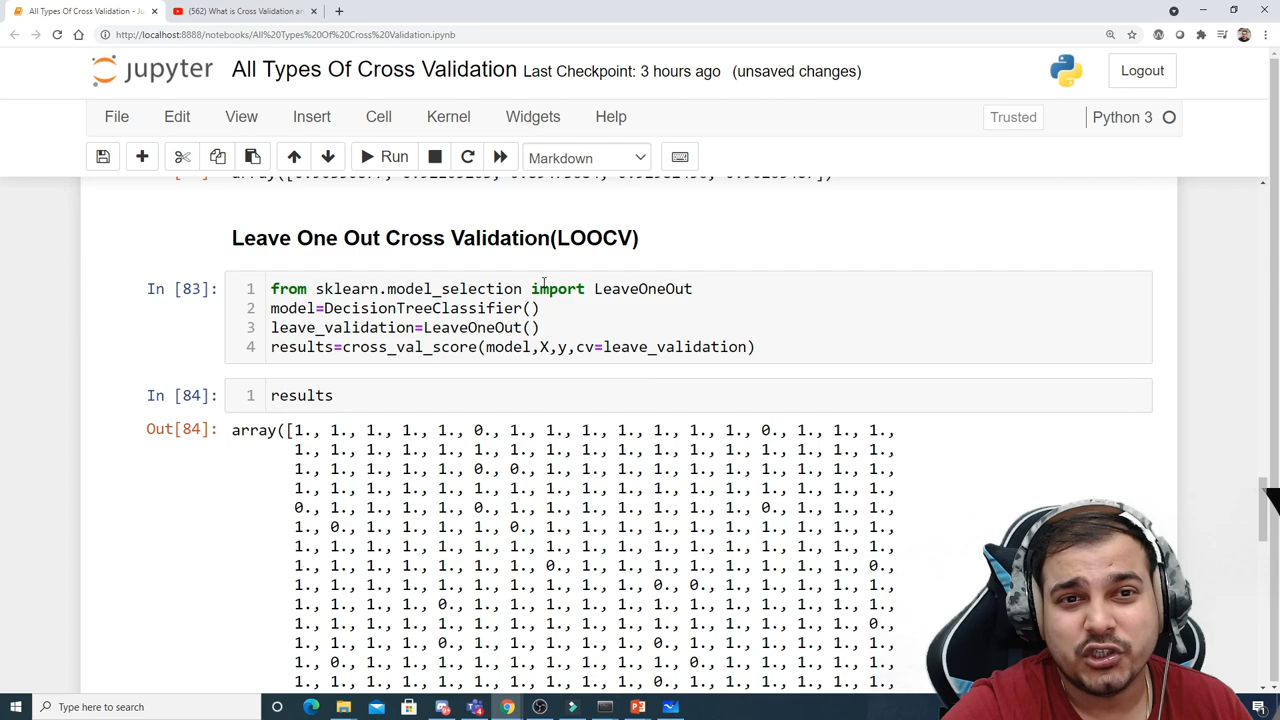 All Types Of Cross Validation - Ju
(562) What is Cross Validation an
http://localhost:8888/notebooks/All%20Types%20Of%20Cross%20Validation.ipynb
jupyter All Types Of Cross Validation Last Checkpoint: 3 hours ago (unsaved changes) Logout
File Edit View Insert Cell Kernel Widgets Help Trusted Python 3
Run Markdown
Leave One Out Cross Validation(LOOCV)
In [83]:
1 from sklearn.model_selection import LeaveOneOut
2 model=DecisionTreeClassifier()
3 leave_validation=LeaveOneOut()
4 results=cross_val_score(model,X,y,cv=leave_validation)
In [84]: 1 results
Out[84]: array([1., 1., 1., 1., 1., 0., 1., 1., 1., 1., 1., 1., 1., 0., 1., 1., 1.,
1., 1., 1., 1., 1., 1., 1., 1., 1., 1., 1., 1., 1., 1., 1., 1., 1.,
1., 1., 1., 1., 1., 0., 0., 1., 1., 1., 1., 1., 1., 1., 1., 1., 1.,
1., 1., 1., 1., 1., 1., 1., 1., 1., 1., 1., 1., 1., 1., 1., 1., 1.,
0., 1., 1., 1., 1., 0., 1., 1., 1., 1., 1., 1., 1., 0., 1., 1., 1.,
1., 0., 1., 1., 1., 1., 0., 1., 1., 1., 1., 1., 1., 1., 1., 1., 1.,
1., 1., 1., 1., 1., 1., 1., 1., 1., 1., 1., 1., 1., 1., 1., 1., 1.,
1., 1., 1., 1., 1., 1., 1., 0., 1., 1., 1., 1., 1., 1., 1., 1., 0.,
1., 1., 1., 1., 1., 1., 1., 1., 1., 1., 0., 0., 1., 1., 1., 1., 1.,
1., 1., 1., 1., 0., 1., 1., 1., 1., 1., 1., 1., 1., 1., 1., 1., 1.,
1., 1., 1., 1., 1., 1., 1., 1., 1., 1., 1., 1., 1., 1., 1., 1., 0.,
1., 1., 1., 1., 0., 1., 1., 1., 1., 1., 0., 1., 1., 1., 1., 1., 1.,
1., 0., 1., 1., 1., 1., 1., 1., 1., 1., 1., 0., 1., 1., 1., 1., 1.,
1., 1., 1., 1., 1., 1., 1., 1., 1., 1., 0., 1., 1., 1., 1., 1., 1.,
Type here to search